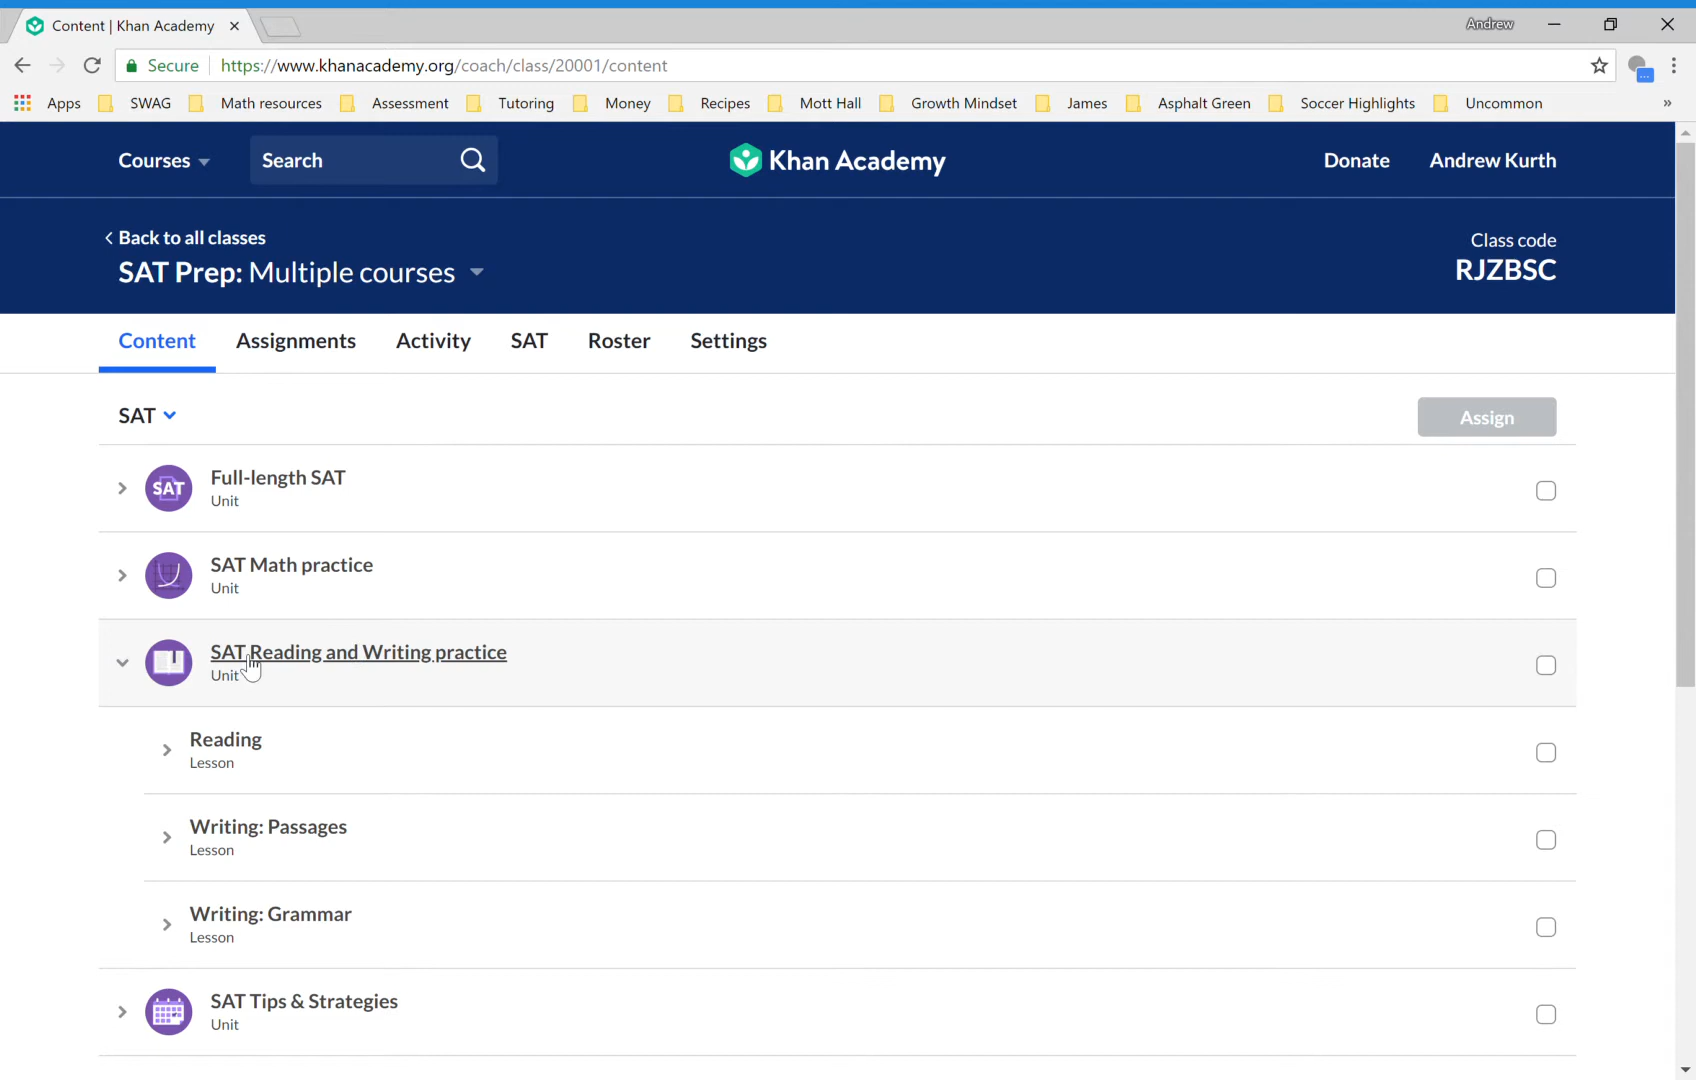 Content | Khan Academy
Andrew
Secure https://www.khanacademy.org/coach/class/20001/content
Apps SWAG Math resources Assessment Tutoring Money Recipes Mott Hall Growth Mindset James Asphalt Green Soccer Highlights Uncommon »
Courses Search Khan Academy Donate Andrew Kurth
Back to all classes
Class code
SAT Prep: Multiple courses
RJZBSC
Content Assignments Activity SAT Roster Settings
SAT
Assign
SAT
Full-length SAT
Unit
SAT Math practice
Unit
SAT Reading and Writing practice
Unit
Reading
Lesson
Writing: Passages
Lesson
Writing: Grammar
Lesson
SAT Tips & Strategies
Unit